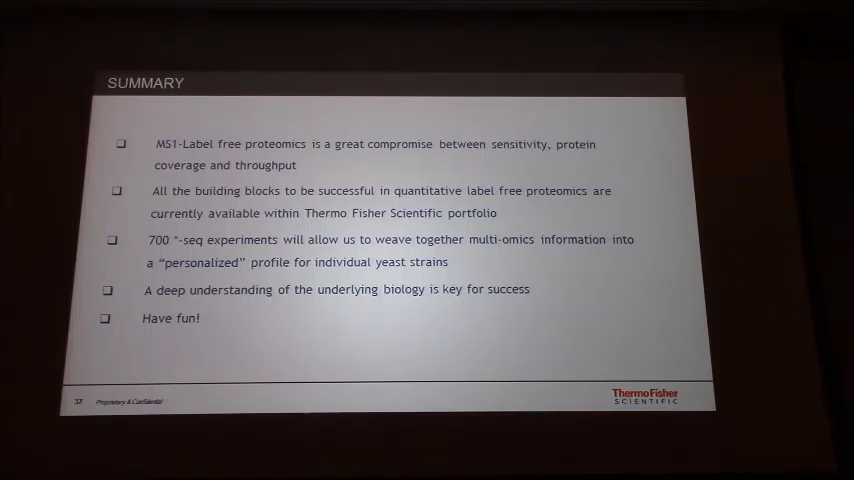 SUMMARY
❑ MS1-Label free proteomics is a great compromise between sensitivity, protein
coverage and throughput
❑ All the building blocks to be successful in quantitative label free proteomics are
currently available within Thermo Fisher Scientific portfolio
❑ 700 *-seq experiments will allow us to weave together multi-omics information into
a “personalized” profile for individual yeast strains
❑ A deep understanding of the underlying biology is key for success
❑ Have fun!
37 Proprietary & Confidential
ThermoFisher
SCIENTIFIC